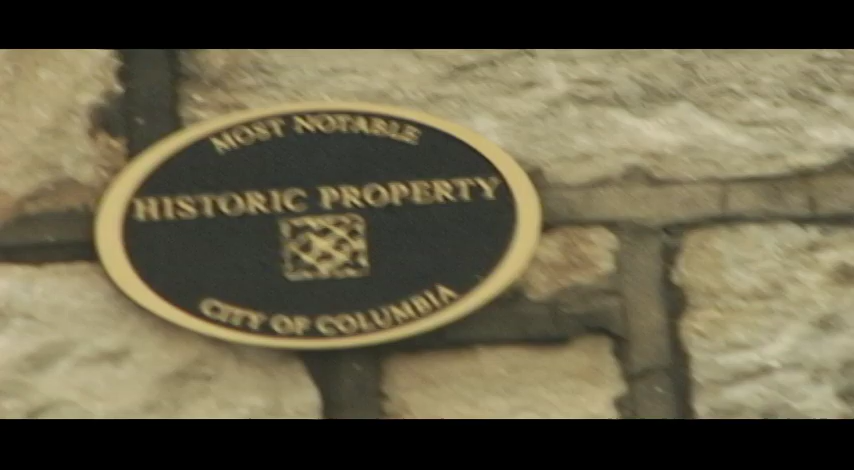 MOST NOTABLE
HISTORIC PROPERTY
CITY OF COLUMBIA